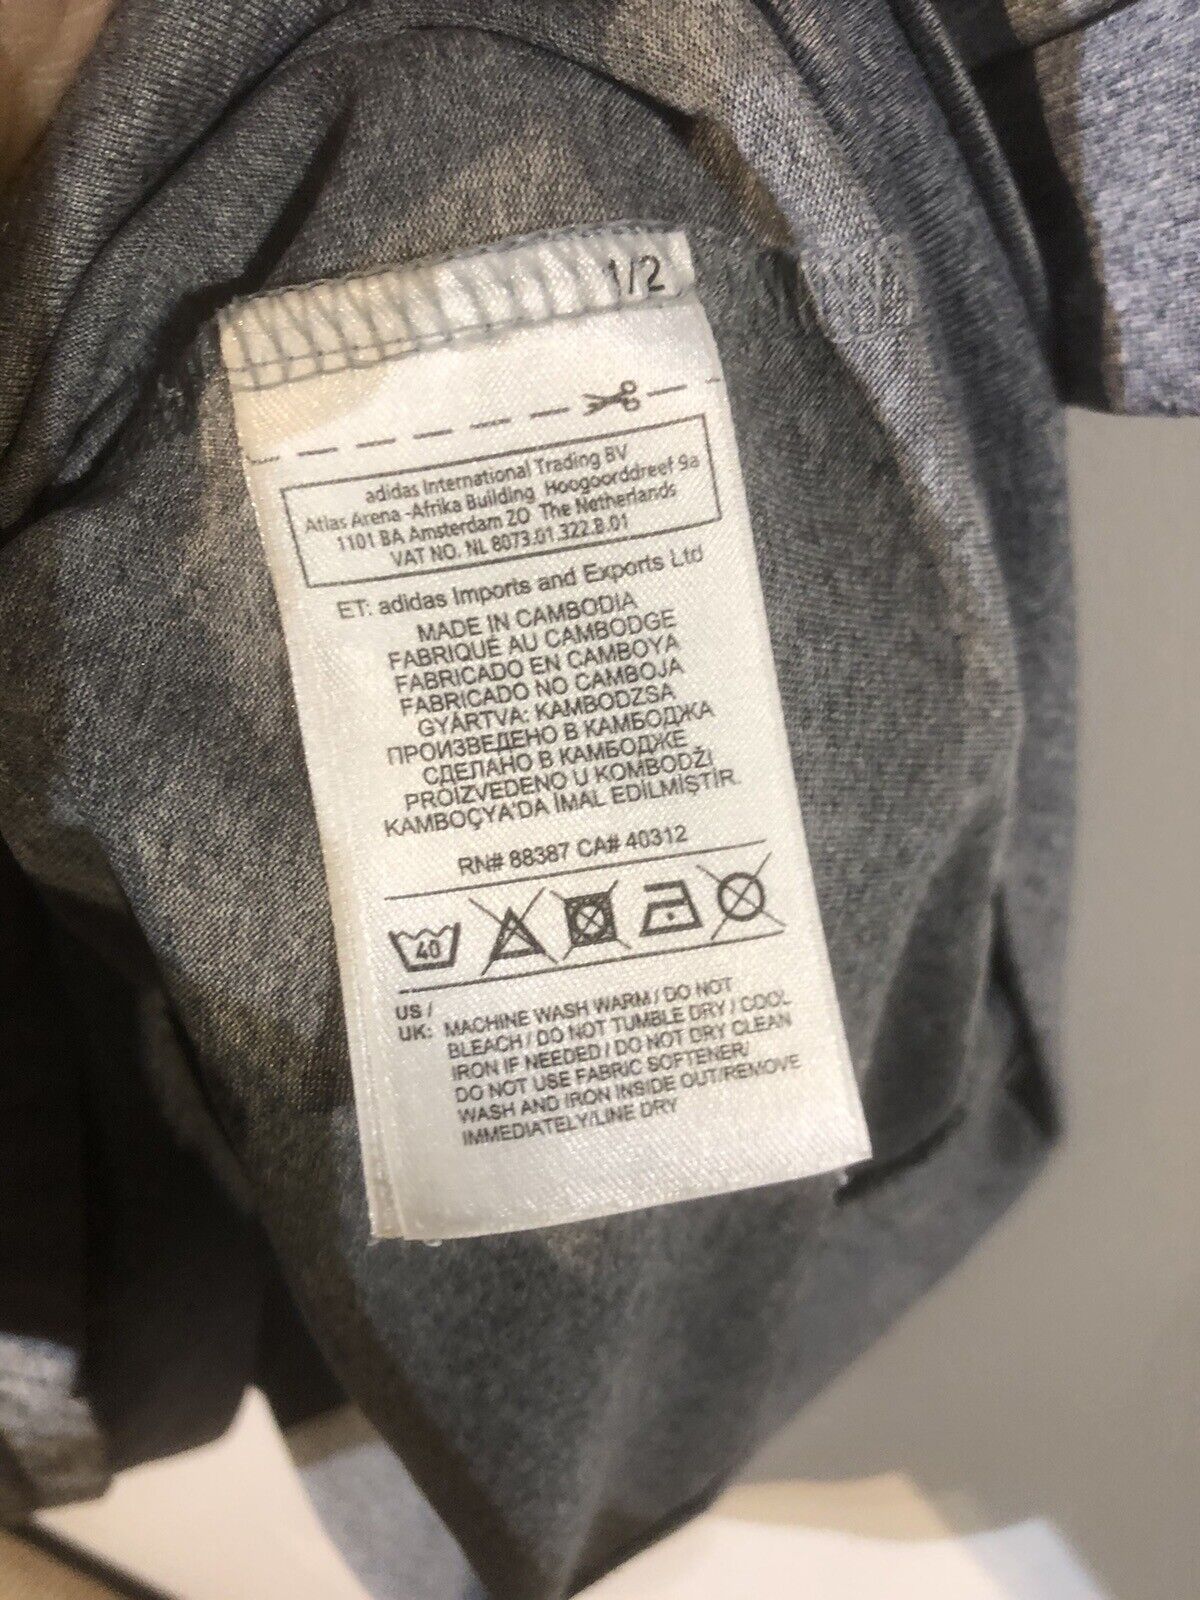 1/2
adidas International Trading BV
Atlas Arena -Afrika Building Hoogoorddreef 9a
1101 BA Amsterdam ZO The Netherlands
VAT NO. NL 8073.01.322.B.01
ET: adidas Imports and Exports Ltd
MADE IN CAMBODIA
FABRIQUÉ AU CAMBODGE
FABRICADO EN CAMBOYA
FABRICADO NO CAMBOJA
GYÁRTVA: KAMBODZSA
ПРОИЗВЕДЕНО В КАМБОДЖА
СДЕЛАНО В КАМБОДЖЕ
PROIZVEDENO U KOMBODŽI
KAMBOÇYA'DA İMAL EDİLMİŞTİR.
RN# 88387 CA# 40312
40
US / 
UK: MACHINE WASH WARM / DO NOT
BLEACH / DO NOT TUMBLE DRY / COOL
IRON IF NEEDED / DO NOT DRY CLEAN
DO NOT USE FABRIC SOFTENER/
WASH AND IRON INSIDE OUT/REMOVE
IMMEDIATELY/LINE DRY